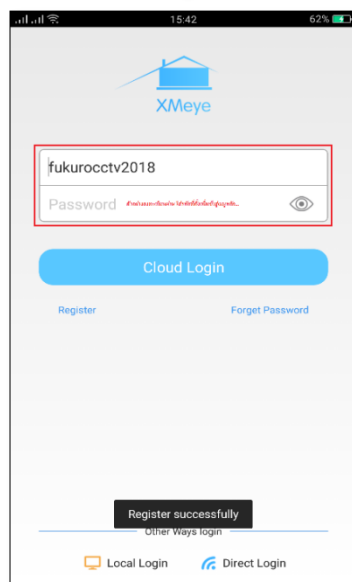 15:42
62%
XMeye
fukurocctv2018
Password
Cloud Login
Register Forget Password
Register successfully
Other Ways login
Local Login Direct Login